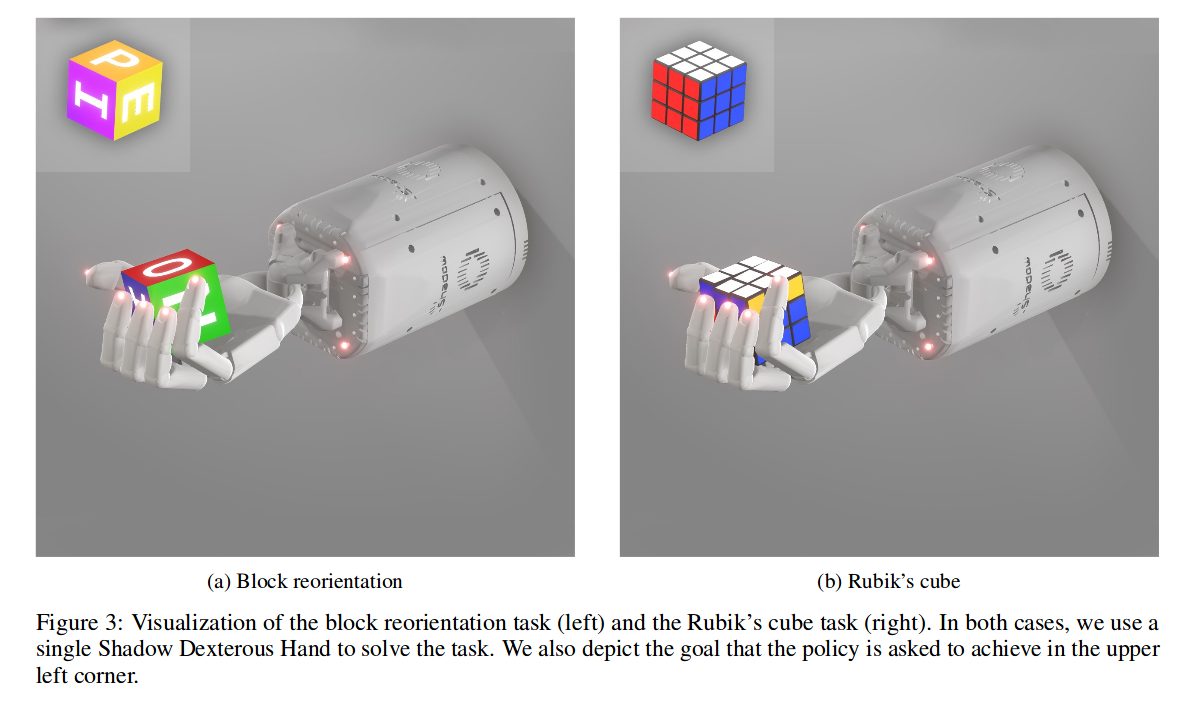 P
E
O
(a) Block reorientation
(b) Rubik's cube
Figure 3: Visualization of the block reorientation task (left) and the Rubik's cube task (right). In both cases, we use a
single Shadow Dexterous Hand to solve the task. We also depict the goal that the policy is asked to achieve in the upper
left corner.